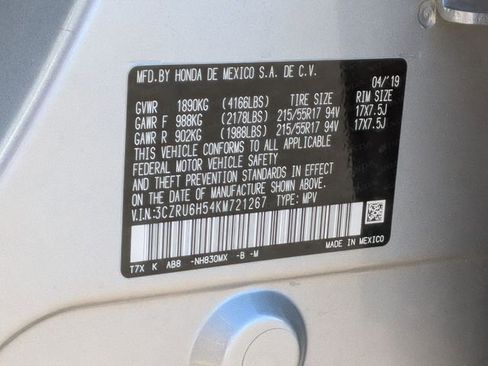 MFD.BY HONDA DE MEXICO S.A. DE C.V.
04/'19
GVWR 1890KG (4166LBS) TIRE SIZE RIM SIZE
GAWR F 988KG (2178LBS) 215/55R17 94V 17X7.5J
GAWR R 902KG (1988LBS) 215/55R17 94V 17X7.5J
THIS VEHICLE CONFORMS TO ALL APPLICABLE
FEDERAL MOTOR VEHICLE SAFETY
AND THEFT PREVENTION STANDARDS IN EFFECT
ON THE DATE OF MANUFACTURE SHOWN ABOVE.
V.I.N:3CZRU6H54KM721267 TYPE: MPV
T7X K AB8 -NH830MX -B -M
MADE IN MEXICO